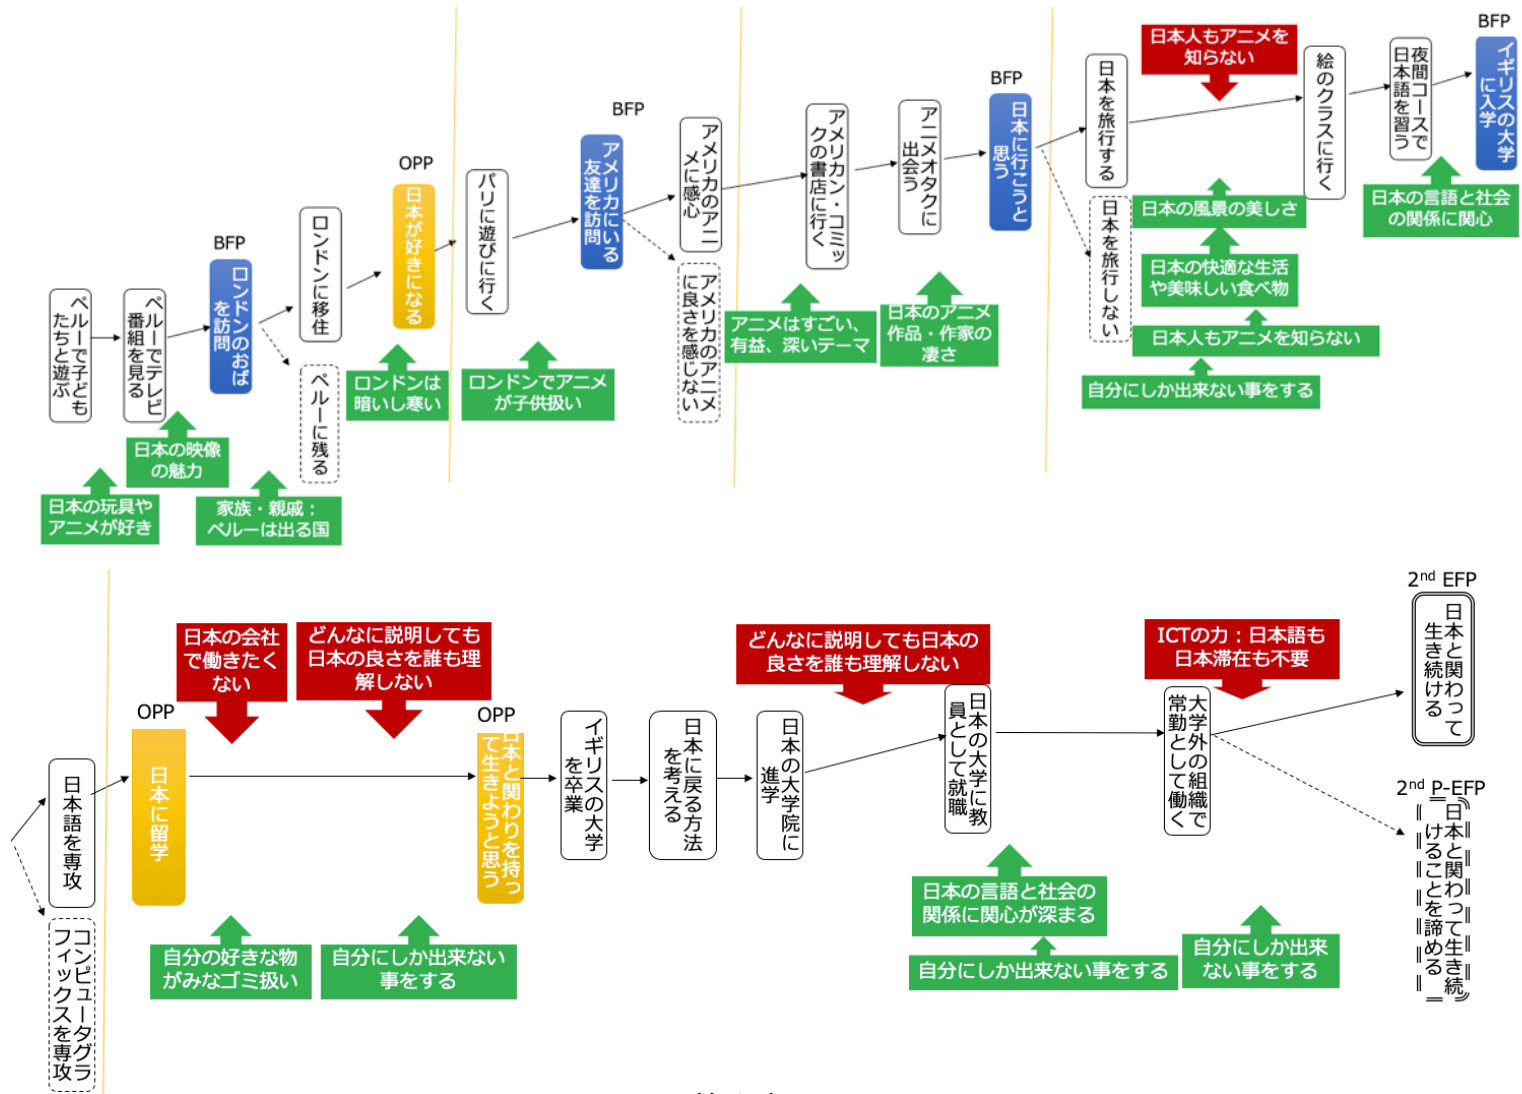 BFP
日本人もアニメを
知らない
イギリスの大学
に入学
夜間コースで
日本語を習う
絵のクラスに行く
日本を旅行する
BFP
日本に行こうと
思う
BFP
アニメオタクに
出会う
アメリカン・コミッ
クの書店に行く
アメリカのアニ
メに感心
アメリカにいる
友達を訪問
OPP
パリに遊びに行く
日本が好きになる
日本の言語と社会
の関係に関心
日本の風景の美しさ
日本を旅行しない
BFP
ロンドンに移住
ロンドンのおば
を訪問
日本の快適な生活
や美味しい食べ物
アメリカのアニメ
に良さを感じない
ペルーで子ども
たちと遊ぶ
ペルーでテレビ
番組を見る
アニメはすごい、
有益、深いテーマ
日本のアニメ
作品・作家の
凄さ
日本人もアニメを知らない
ペルーに残る
ロンドンは
暗いし寒い
ロンドンでアニメ
が子供扱い
自分にしか出来ない事をする
日本の映像
の魅力
日本の玩具や
アニメが好き
家族・親戚：
ペルーは出る国
2nd EFP
日本と関わって
生き続ける
日本の会社
で働きたく
ない
どんなに説明しても
日本の良さを誰も理
解しない
どんなに説明しても日本の
良さを誰も理解しない
ICTの力：日本語も
日本滞在も不要
OPP
OPP
日本語を専攻
日本に留学
日本と関わりを持っ
て生きようと思う
イギリスの大学
を卒業
日本に戻る方法
を考える
日本の大学院に
進学
日本の大学に教
員として就職
大学外の組織で
常勤として働く
2nd P-EFP
日本と関わって生き続
けることを諦める
コンピュータグラ
フィックスを専攻
自分の好きな物
がみなゴミ扱い
自分にしか出来ない
事をする
日本の言語と社会の
関係に関心が深まる
自分にしか出来ない事をする
自分にしか出来
ない事をする